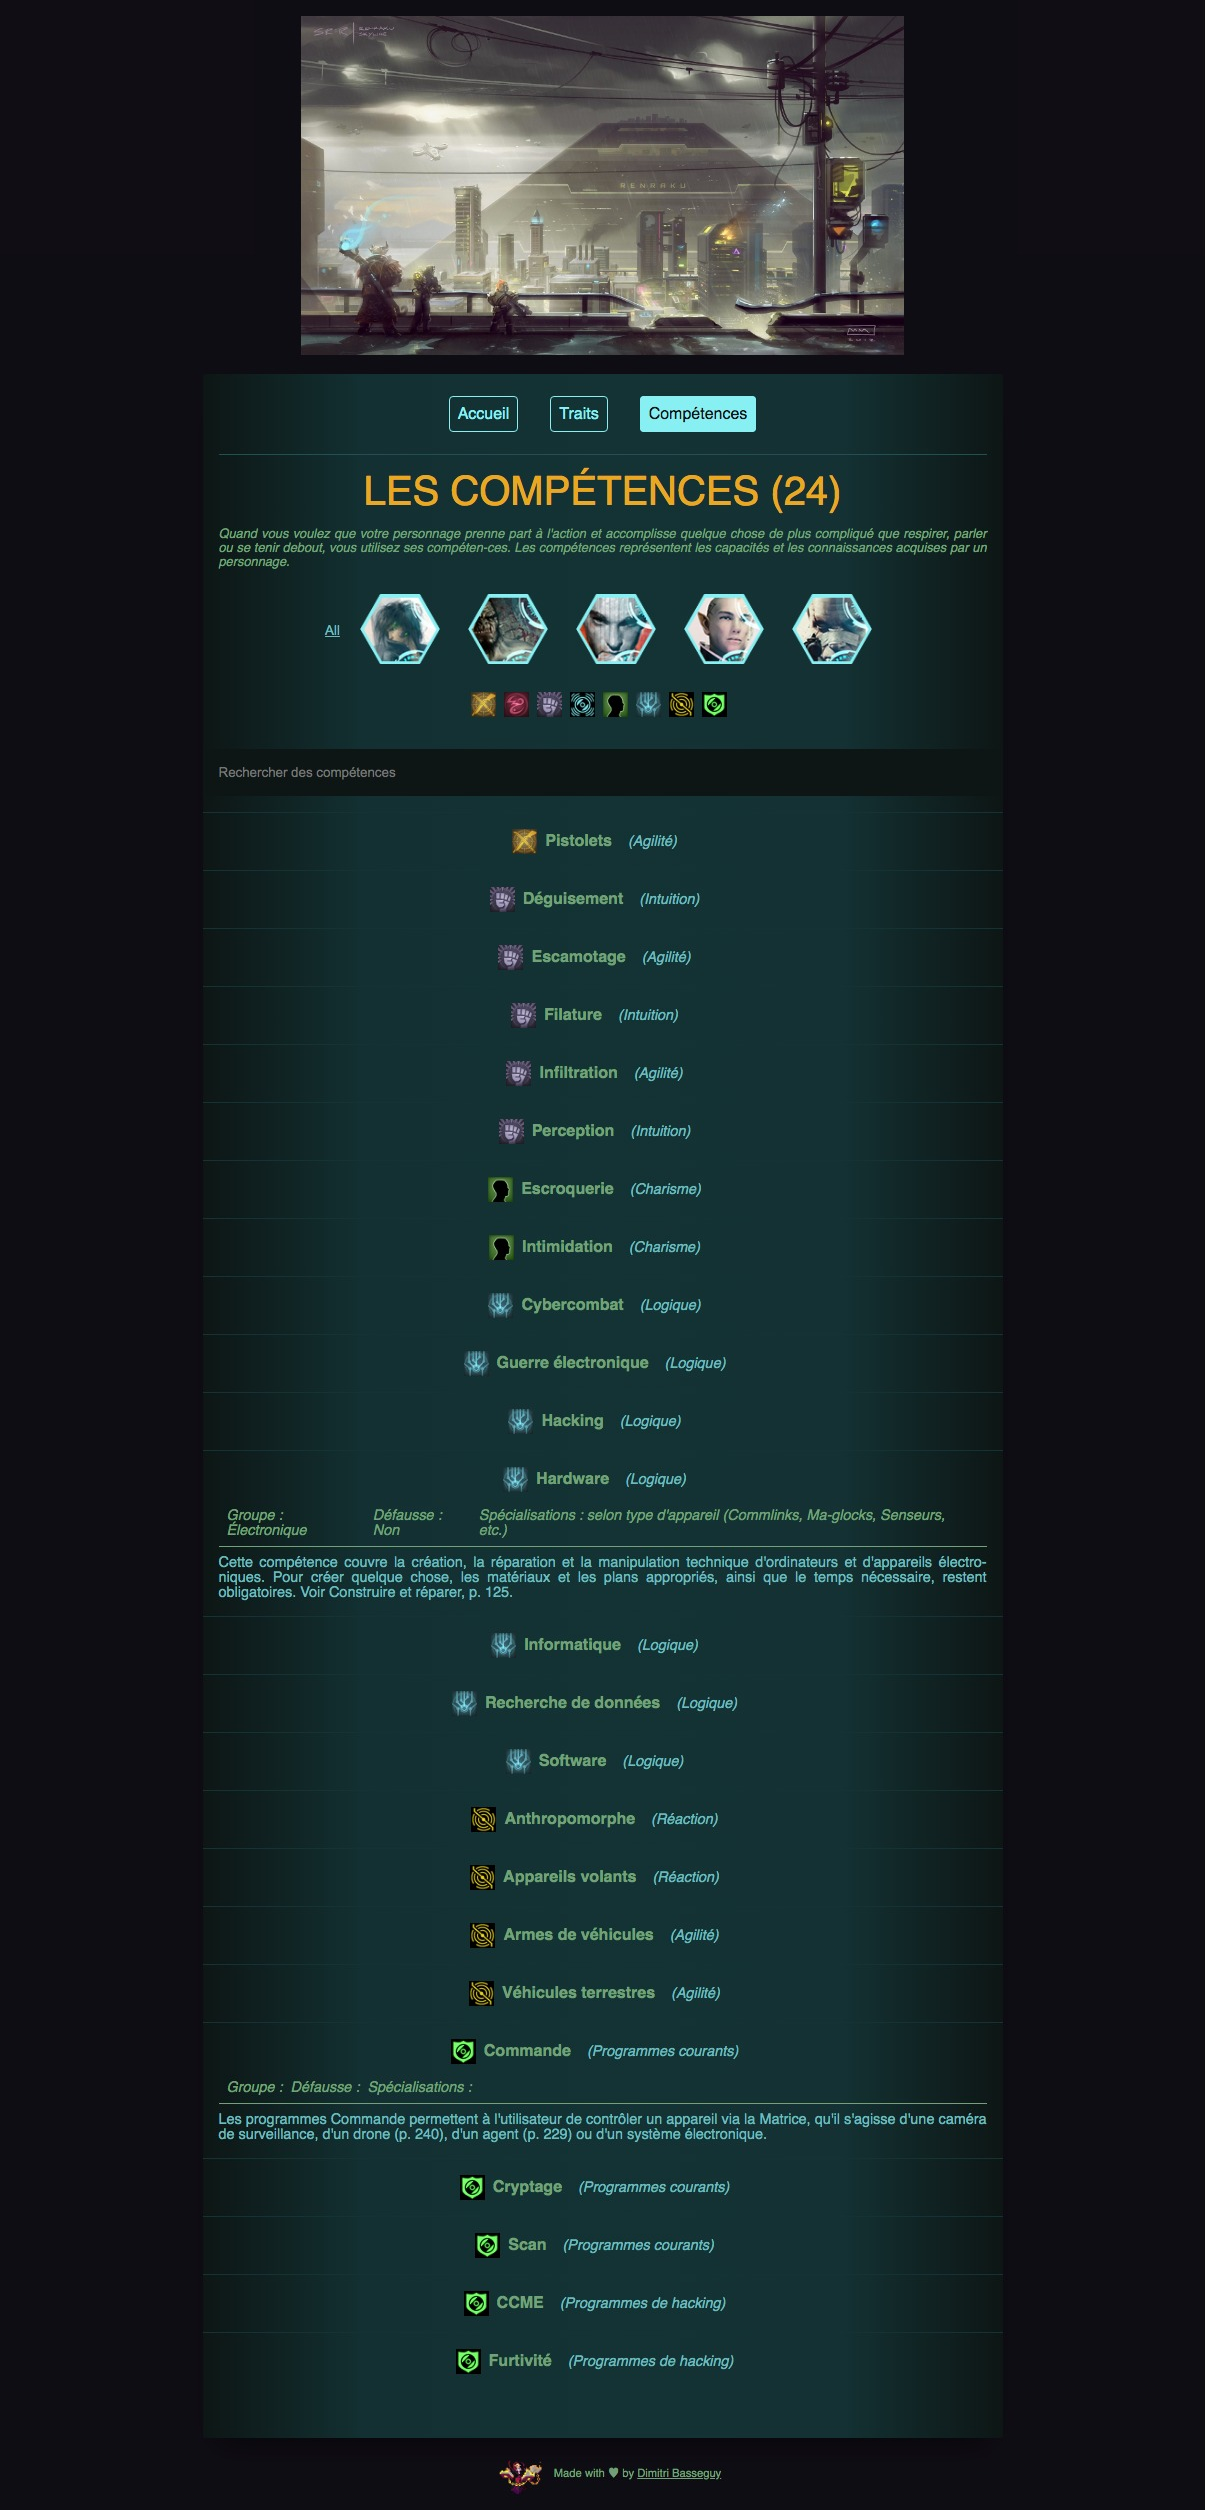 RENRAKU
Accueil
Traits
Compétences
LES COMPÉTENCES (24)
Quand vous voulez que votre personnage prenne part à l'action et accomplisse quelque chose de plus compliqué que respirer, parler
ou se tenir debout, vous utilisez ses compéten-ces. Les compétences représentent les capacités et les connaissances acquises par un
personnage.
All
Rechercher des compétences
Pistolets (Agilité)
Déguisement (Intuition)
Escamotage (Agilité)
Filature (Intuition)
Infiltration (Agilité)
Perception (Intuition)
Escroquerie (Charisme)
Intimidation (Charisme)
Cybercombat (Logique)
Guerre électronique (Logique)
Hacking (Logique)
Hardware (Logique)
Groupe :
Électronique
Défausse :
Non
Spécialisations : selon type d'appareil (Commlinks, Ma-glocks, Senseurs,
etc.)
Cette compétence couvre la création, la réparation et la manipulation technique d'ordinateurs et d'appareils électro-
niques. Pour créer quelque chose, les matériaux et les plans appropriés, ainsi que le temps nécessaire, restent
obligatoires. Voir Construire et réparer, p. 125.
Informatique (Logique)
Recherche de données (Logique)
Software (Logique)
Anthropomorphe (Réaction)
Appareils volants (Réaction)
Armes de véhicules (Agilité)
Véhicules terrestres (Agilité)
Commande (Programmes courants)
Groupe : Défausse : Spécialisations :
Les programmes Commande permettent à l'utilisateur de contrôler un appareil via la Matrice, qu'il s'agisse d'une caméra
de surveillance, d'un drone (p. 240), d'un agent (p. 229) ou d'un système électronique.
Cryptage (Programmes courants)
Scan (Programmes courants)
CCME (Programmes de hacking)
Furtivité (Programmes de hacking)
Made with ♥ by Dimitri Basseguy